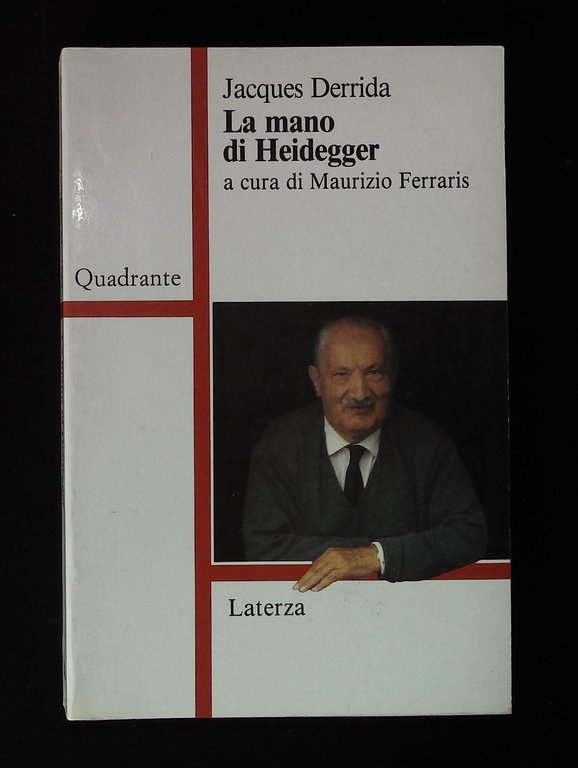 Jacques Derrida
La mano
di Heidegger
a cura di Maurizio Ferraris
Quadrante
Laterza